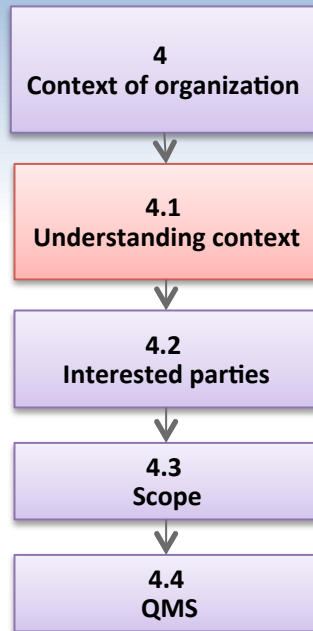 4
Context of organization
4.1
Understanding context
4.2
Interested parties
4.3
Scope
4.4
QMS